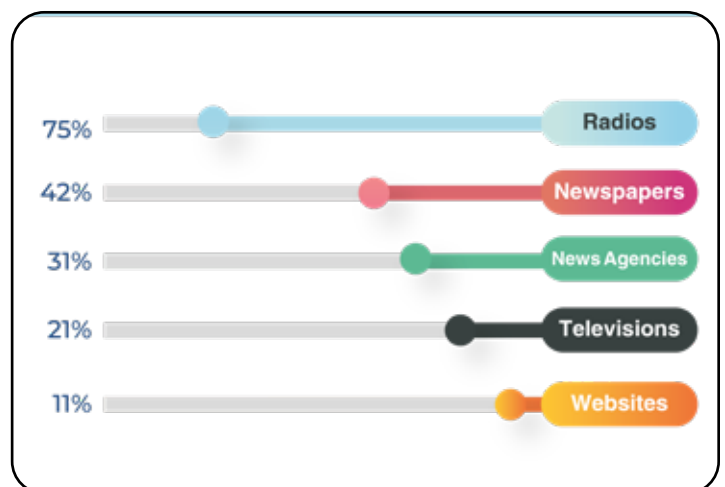 75% Radios
42% Newspapers
31% News Agencies
21% Televisions
11% Websites